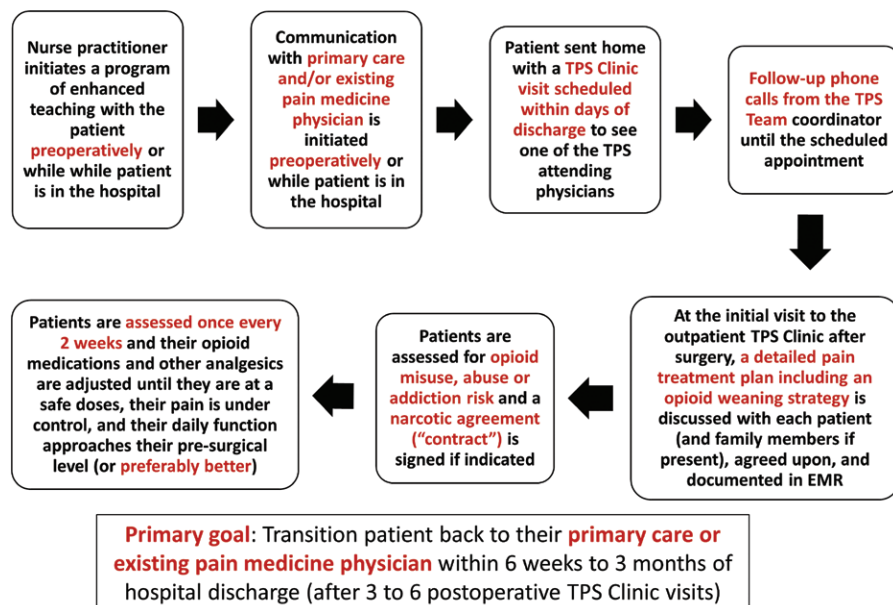 Nurse practitioner
initiates a program
of enhanced
teaching with the
patient
preoperatively or
while while patient
is in the hospital
Communication
with primary care
and/or existing
pain medicine
physician is
initiated
preoperatively or
while patient is in
the hospital
Patient sent home
with a TPS Clinic
visit scheduled
within days of
discharge to see
one of the TPS
attending
physicians
Follow-up phone
calls from the TPS
Team coordinator
until the scheduled
appointment
At the initial visit to the
outpatient TPS Clinic after
surgery, a detailed pain
treatment plan including an
opioid weaning strategy is
discussed with each patient
(and family members if
present), agreed upon, and
documented in EMR
Patients are
assessed for opioid
misuse, abuse or
addiction risk and a
narcotic agreement
(“contract”) is
signed if indicated
Patients are assessed once every
2 weeks and their opioid
medications and other analgesics
are adjusted until they are at a
safe doses, their pain is under
control, and their daily function
approaches their pre-surgical
level (or preferably better)
Primary goal: Transition patient back to their primary care or
existing pain medicine physician within 6 weeks to 3 months of
hospital discharge (after 3 to 6 postoperative TPS Clinic visits)